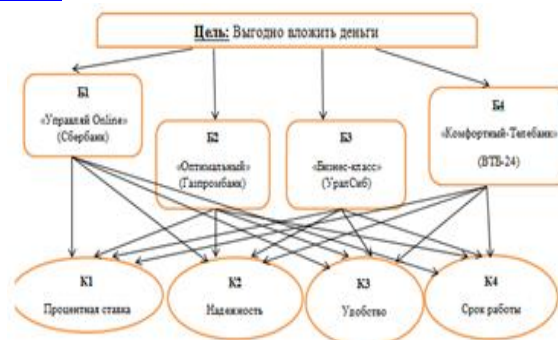 Цель: Выгодно вложить деньги
Б1
«Управляй Online»
(Сбербанк)
Б2
«Оптимальный»
(Газпромбанк)
Б3
«Бизнес-класс»
(УралСиб)
Б4
«Комфортный-Телебанк»
(ВТБ-24)
К1
Процентная ставка
К2
Надежность
К3
Удобство
К4
Срок работы